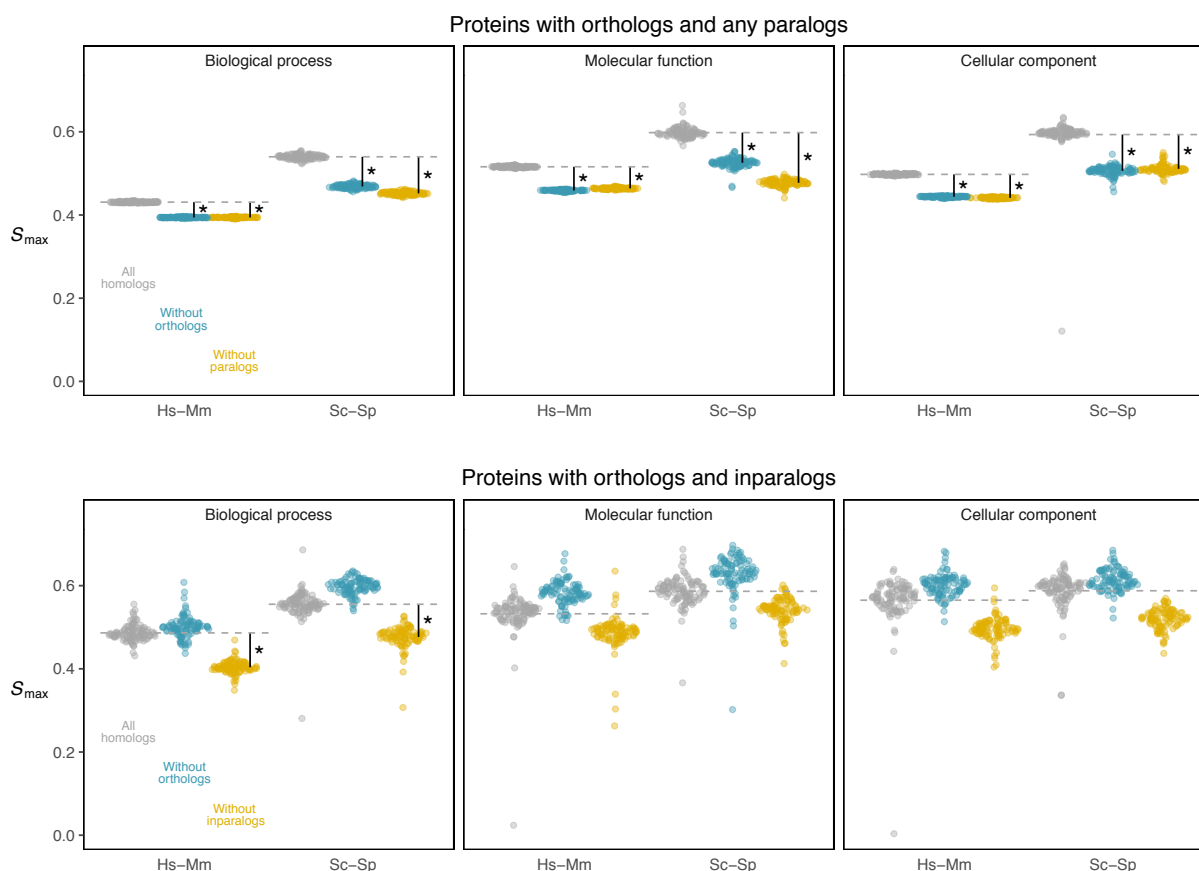 Proteins with orthologs and any paralogs
Biological process
Molecular function
Cellular component
0.6
0.4
0.2
0.0
Smax
* * * *
* * * *
* * * *
All
homologs
Without
orthologs
Without
paralogs
Hs−Mm
Sc−Sp
Hs−Mm
Sc−Sp
Hs−Mm
Sc−Sp
Proteins with orthologs and inparalogs
Biological process
Molecular function
Cellular component
0.6
0.4
0.2
0.0
Smax
* *
All
homologs
Without
orthologs
Without
inparalogs
Hs−Mm
Sc−Sp
Hs−Mm
Sc−Sp
Hs−Mm
Sc−Sp